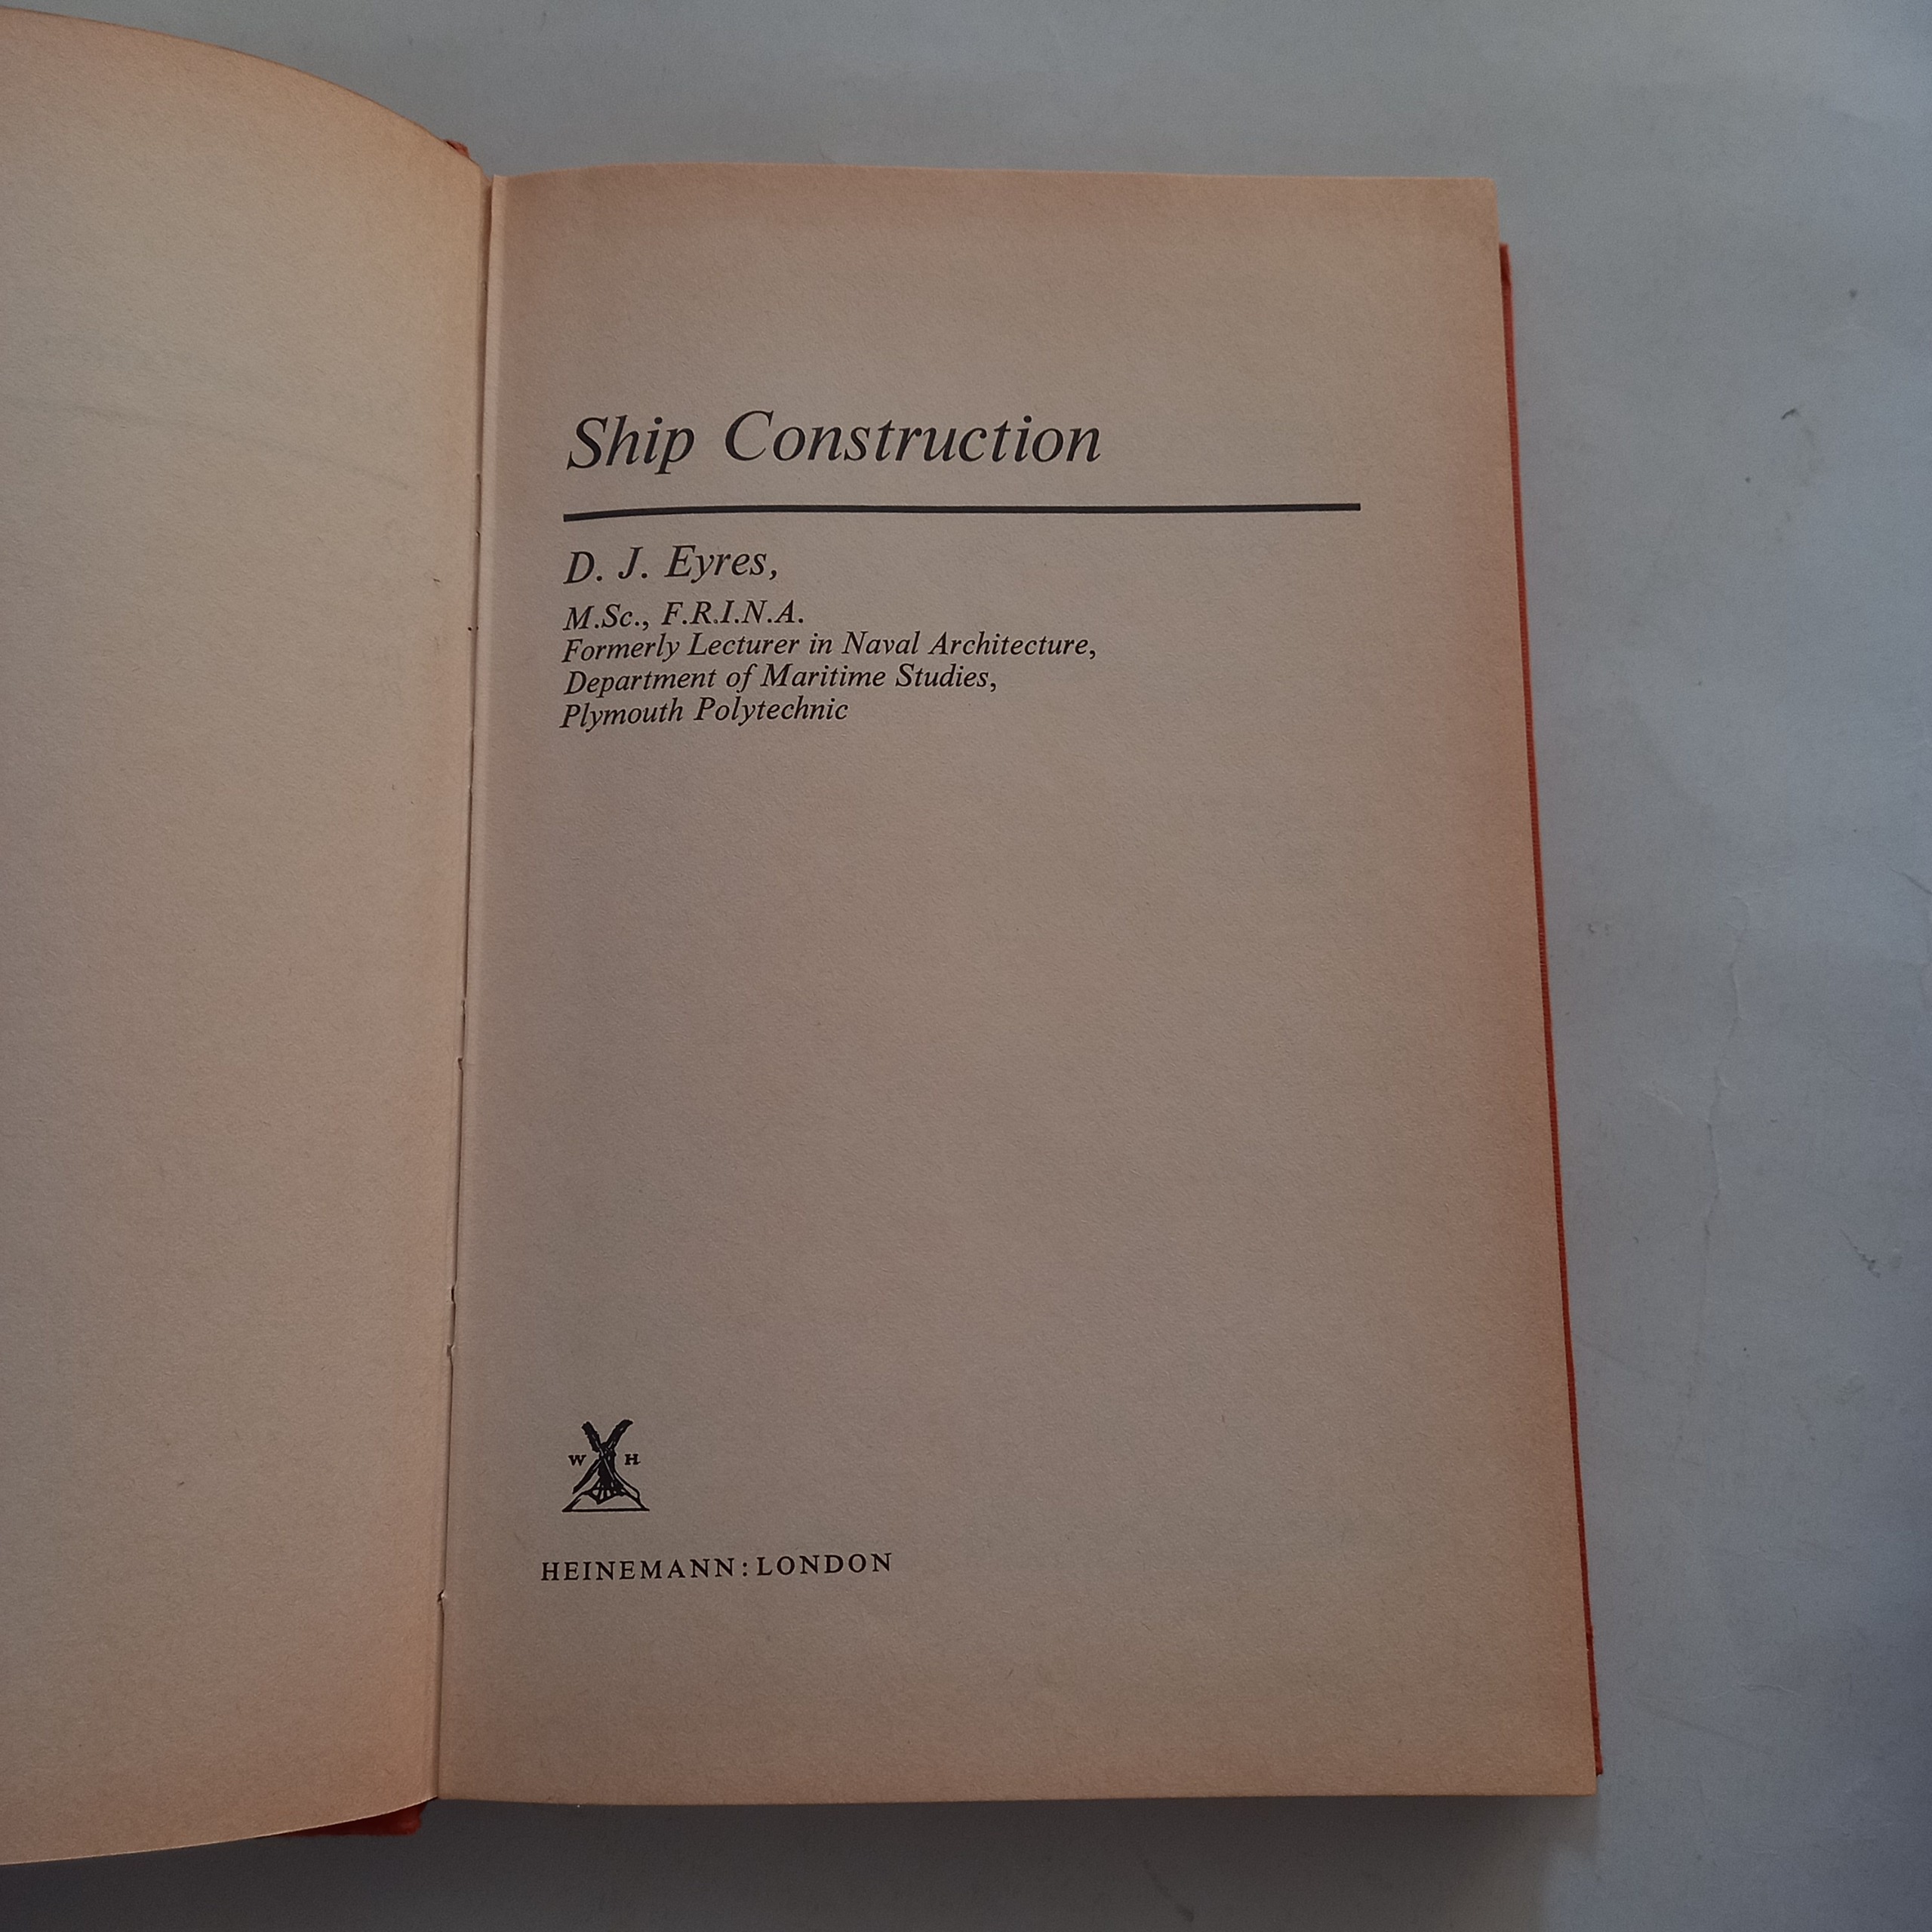 Ship Construction
D. J. Eyres,
M.Sc., F.R.I.N.A.
Formerly Lecturer in Naval Architecture,
Department of Maritime Studies,
Plymouth Polytechnic
W H
HEINEMANN: LONDON